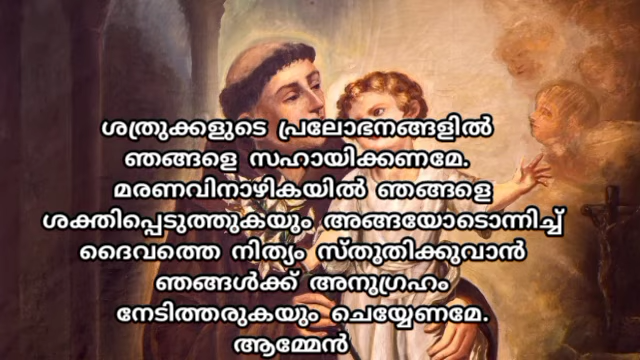 ശത്രുക്കളുടെ പ്രലോഭനങ്ങളിൽ
ഞങ്ങളെ സഹായിക്കണമേ.
മരണവിനാഴികയിൽ ഞങ്ങളെ
ശക്തിപ്പെടുത്തുകയും അങ്ങയോടൊന്നിച്ച്
ദൈവത്തെ നിത്യം സ്തുതിക്കുവാൻ
ഞങ്ങൾക്ക് അനുഗ്രഹം
നേടിത്തരുകയും ചെയ്യേണമേ.
ആമ്മേൻ